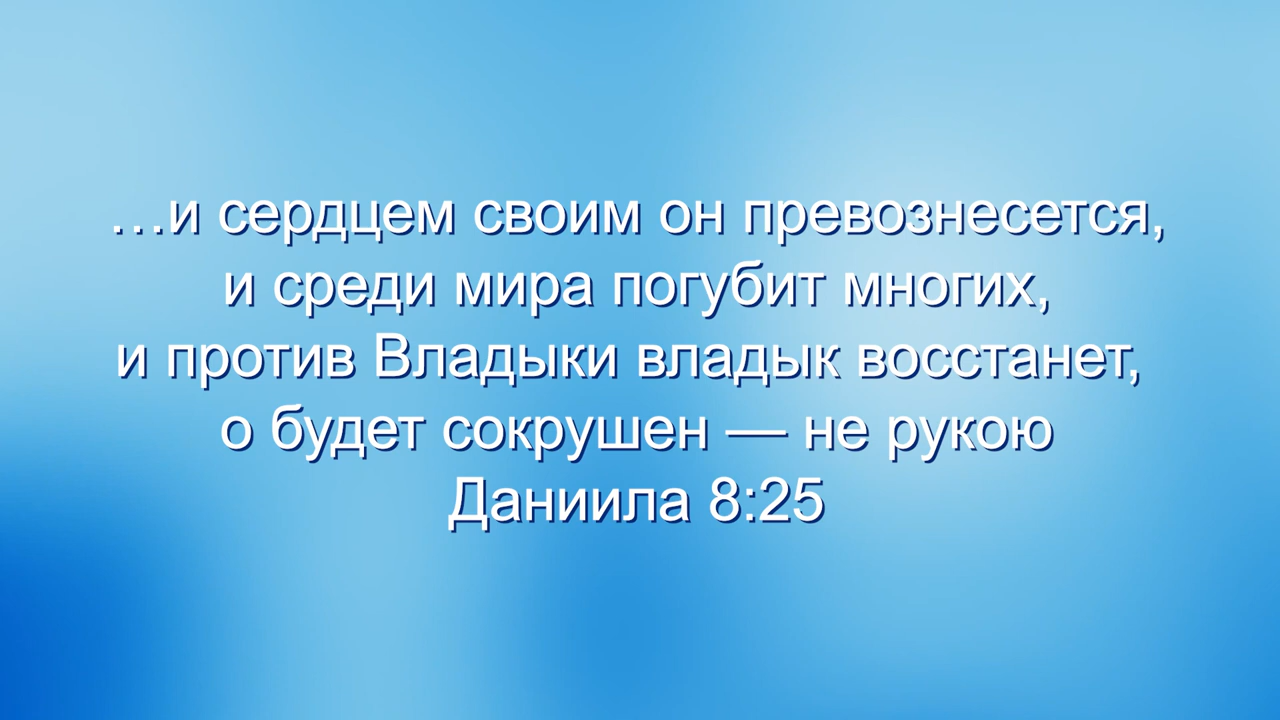 …и сердцем своим он превознесется,
и среди мира погубит многих,
и против Владыки владык восстанет,
о будет сокрушен — не рукою
Даниила 8:25